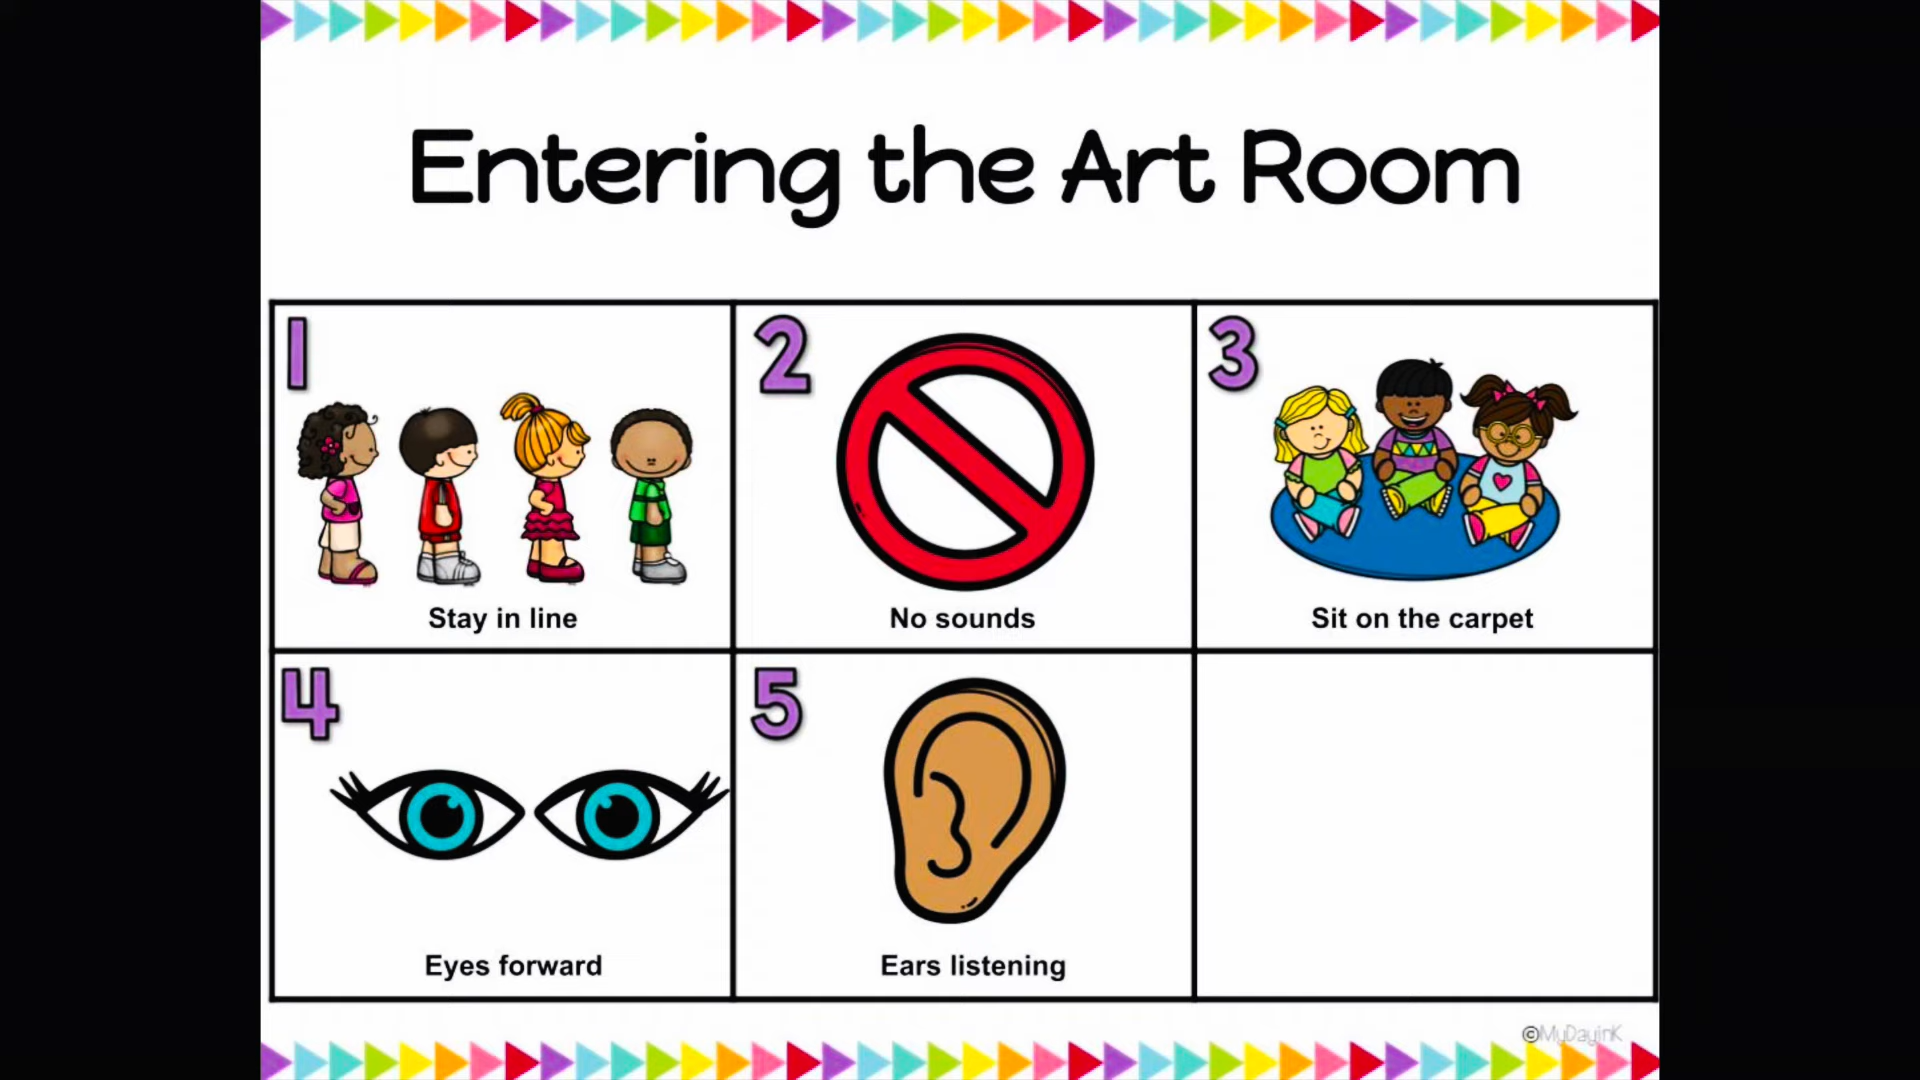 Entering the Art Room
1
Stay in line
2
No sounds
3
Sit on the carpet
4
Eyes forward
5
Ears listening
©MyDayinK